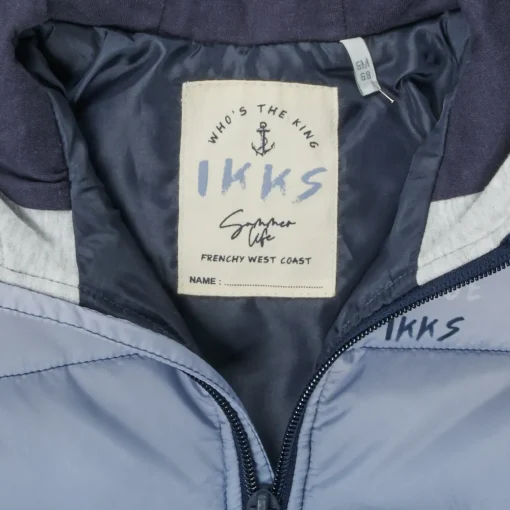 WHO'S THE KING
IKKS
Summer
life
FRENCHY WEST COAST
NAME : ............................
IKKS